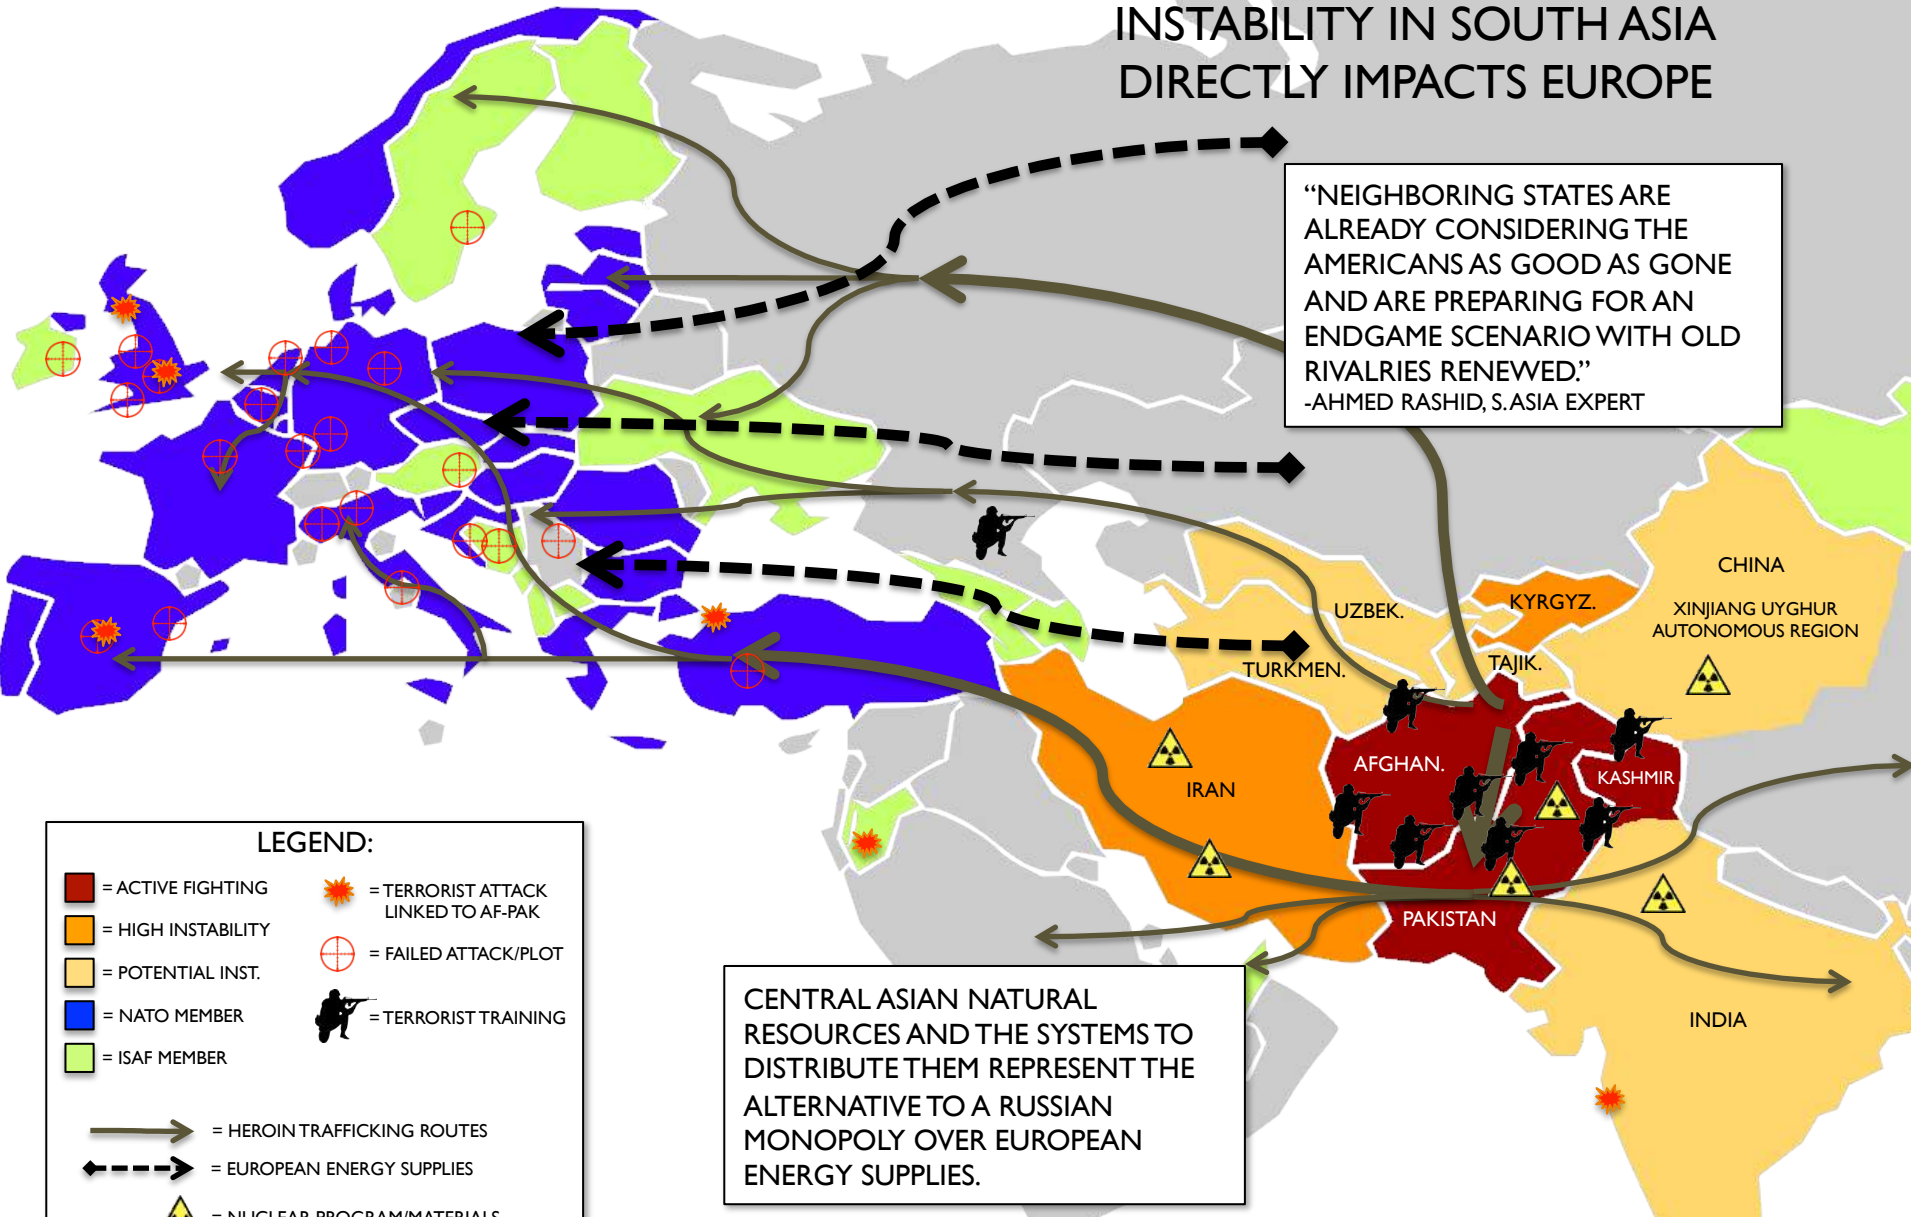 INSTABILITY IN SOUTH ASIA
DIRECTLY IMPACTS EUROPE
“NEIGHBORING STATES ARE
ALREADY CONSIDERING THE
AMERICANS AS GOOD AS GONE
AND ARE PREPARING FOR AN
ENDGAME SCENARIO WITH OLD
RIVALRIES RENEWED.”
-AHMED RASHID, S. ASIA EXPERT
CHINA
XINJIANG UYGHUR
AUTONOMOUS REGION
KYRGYZ.
UZBEK.
TAJIK.
TURKMEN.
AFGHAN.
KASHMIR
IRAN
PAKISTAN
INDIA
CENTRAL ASIAN NATURAL
RESOURCES AND THE SYSTEMS TO
DISTRIBUTE THEM REPRESENT THE
ALTERNATIVE TO A RUSSIAN
MONOPOLY OVER EUROPEAN
ENERGY SUPPLIES.
LEGEND:
= ACTIVE FIGHTING
= HIGH INSTABILITY
= POTENTIAL INST.
= NATO MEMBER
= ISAF MEMBER
= TERRORIST ATTACK
LINKED TO AF-PAK
= FAILED ATTACK/PLOT
= TERRORIST TRAINING
= HEROIN TRAFFICKING ROUTES
= EUROPEAN ENERGY SUPPLIES
= NUCLEAR PROGRAM/MATERIALS